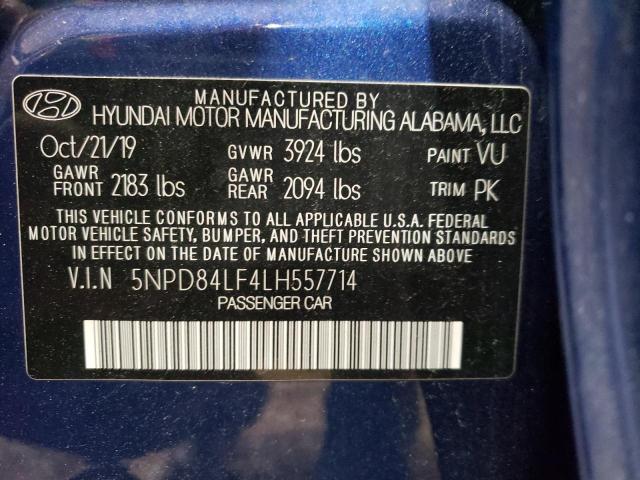 MANUFACTURED BY
HYUNDAI MOTOR MANUFACTURING ALABAMA, LLC
Oct/21/19 GVWR 3924 lbs PAINT VU
GAWR FRONT 2183 lbs GAWR REAR 2094 lbs TRIM PK
THIS VEHICLE CONFORMS TO ALL APPLICABLE U.S.A. FEDERAL
MOTOR VEHICLE SAFETY, BUMPER, AND THEFT PREVENTION STANDARDS
IN EFFECT ON THE DATE OF MANUFACTURE SHOWN ABOVE
V.I.N 5NPD84LF4LH557714
PASSENGER CAR